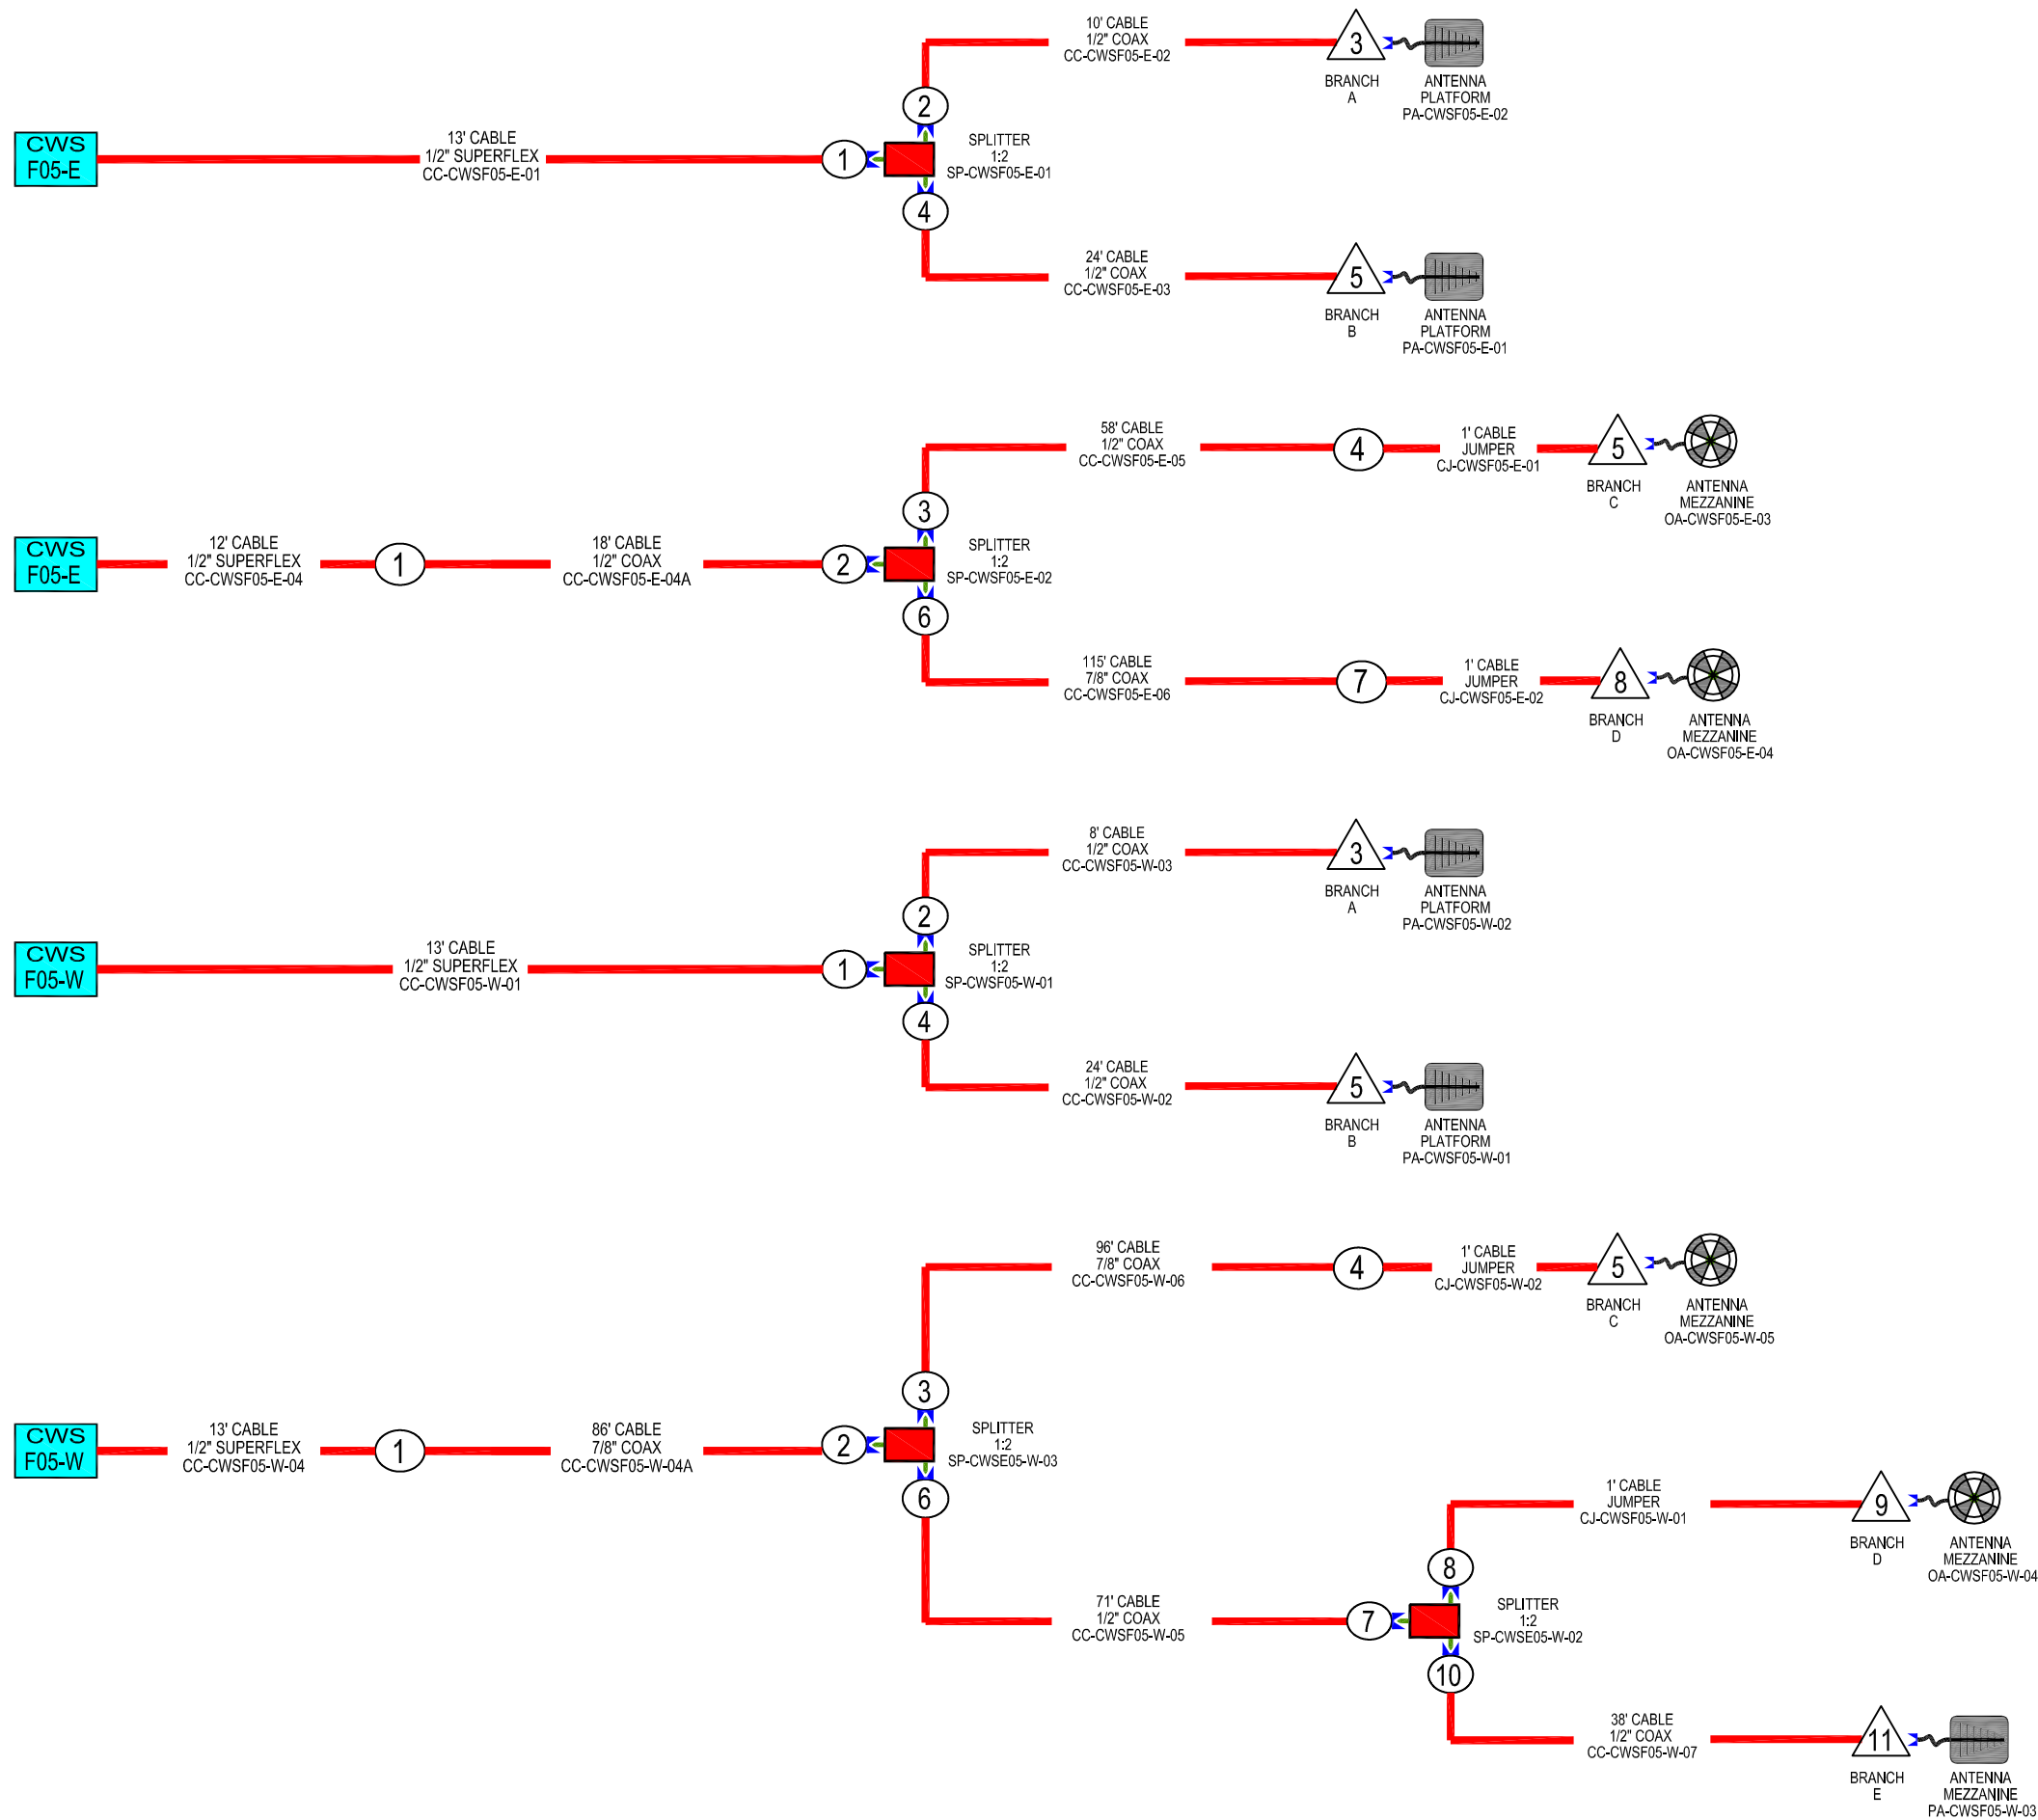 10' CABLE
1/2" COAX
CC-CWSF05-E-02
3
BRANCH
A
ANTENNA
PLATFORM
PA-CWSF05-E-02
2
CWS
F05-E
13' CABLE
1/2" SUPERFLEX
CC-CWSF05-E-01
1
SPLITTER
1:2
SP-CWSF05-E-01
4
24' CABLE
1/2" COAX
CC-CWSF05-E-03
5
BRANCH
B
ANTENNA
PLATFORM
PA-CWSF05-E-01
58' CABLE
1/2" COAX
CC-CWSF05-E-05
4
1' CABLE
JUMPER
CJ-CWSF05-E-01
5
BRANCH
C
ANTENNA
MEZZANINE
OA-CWSF05-E-03
3
CWS
F05-E
12' CABLE
1/2" SUPERFLEX
CC-CWSF05-E-04
1
18' CABLE
1/2" COAX
CC-CWSF05-E-04A
2
SPLITTER
1:2
SP-CWSF05-E-02
6
115' CABLE
7/8" COAX
CC-CWSF05-E-06
7
1' CABLE
JUMPER
CJ-CWSF05-E-02
8
BRANCH
D
ANTENNA
MEZZANINE
OA-CWSF05-E-04
8' CABLE
1/2" COAX
CC-CWSF05-W-03
3
BRANCH
A
ANTENNA
PLATFORM
PA-CWSF05-W-02
2
CWS
F05-W
13' CABLE
1/2" SUPERFLEX
CC-CWSF05-W-01
1
SPLITTER
1:2
SP-CWSF05-W-01
4
24' CABLE
1/2" COAX
CC-CWSF05-W-02
5
BRANCH
B
ANTENNA
PLATFORM
PA-CWSF05-W-01
96' CABLE
7/8" COAX
CC-CWSF05-W-06
4
1' CABLE
JUMPER
CJ-CWSF05-W-02
5
BRANCH
C
ANTENNA
MEZZANINE
OA-CWSF05-W-05
3
CWS
F05-W
13' CABLE
1/2" SUPERFLEX
CC-CWSF05-W-04
1
86' CABLE
7/8" COAX
CC-CWSF05-W-04A
2
SPLITTER
1:2
SP-CWSE05-W-03
6
1' CABLE
JUMPER
CJ-CWSF05-W-01
9
BRANCH
D
ANTENNA
MEZZANINE
OA-CWSF05-W-04
8
71' CABLE
1/2" COAX
CC-CWSF05-W-05
7
SPLITTER
1:2
SP-CWSE05-W-02
10
38' CABLE
1/2" COAX
CC-CWSF05-W-07
11
BRANCH
E
ANTENNA
MEZZANINE
PA-CWSF05-W-03